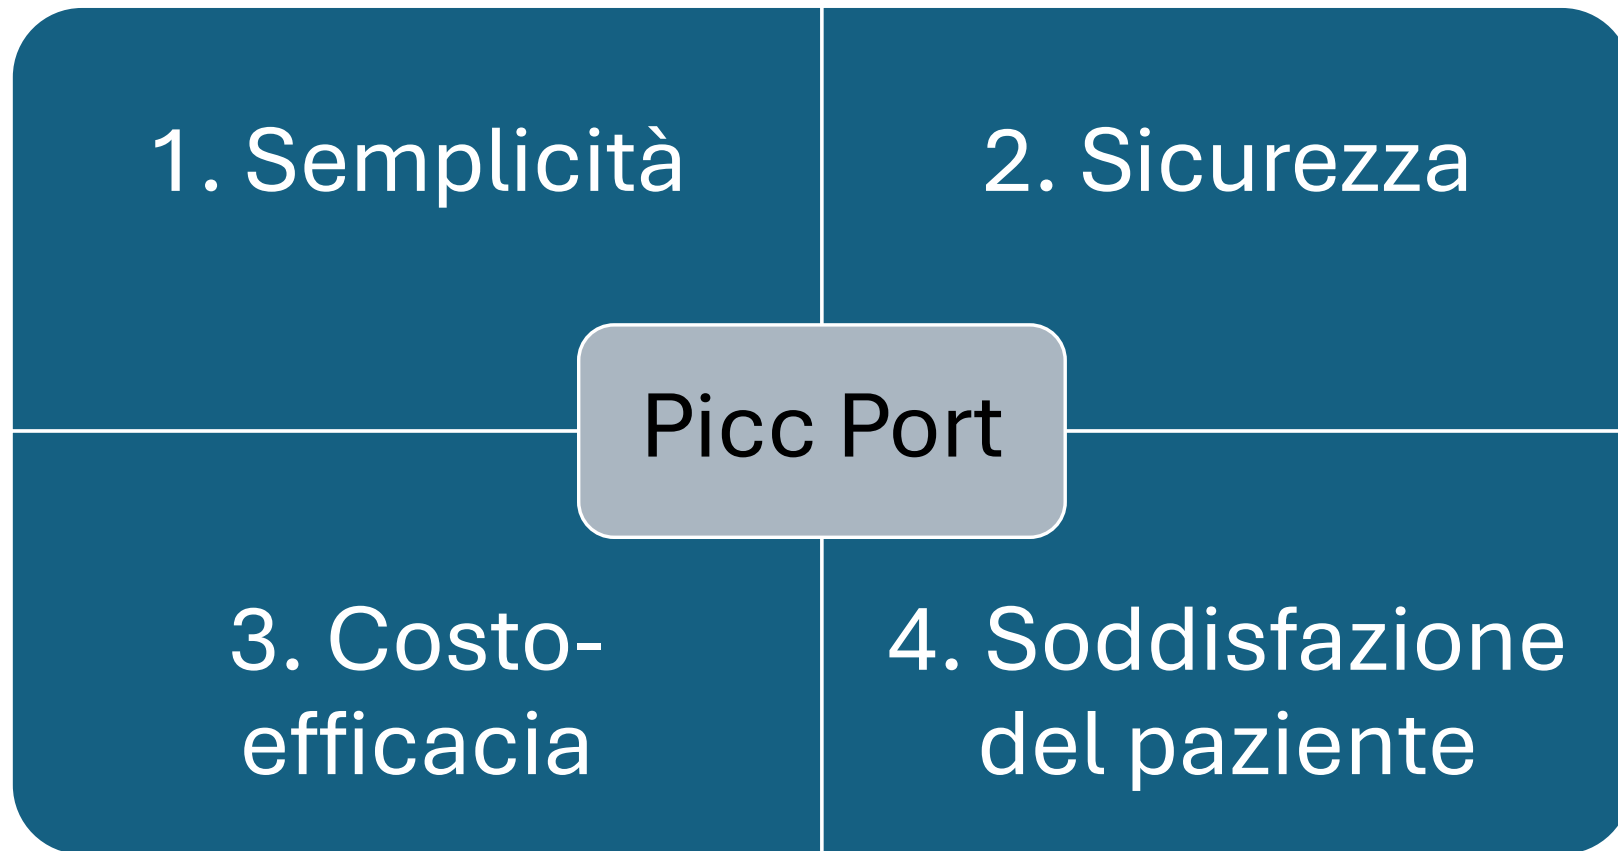 1. Semplicità
2. Sicurezza
Picc Port
3. Costo-
efficacia
4. Soddisfazione
del paziente